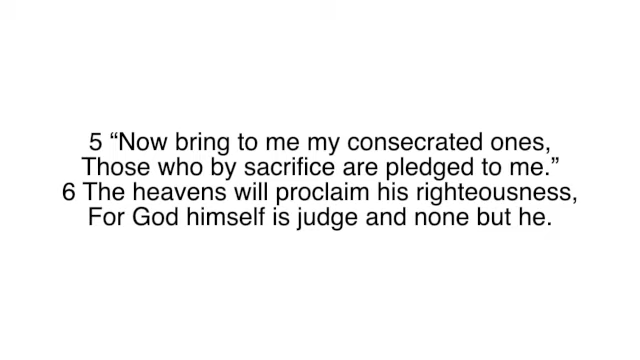 5 “Now bring to me my consecrated ones,
Those who by sacrifice are pledged to me.”
6 The heavens will proclaim his righteousness,
For God himself is judge and none but he.